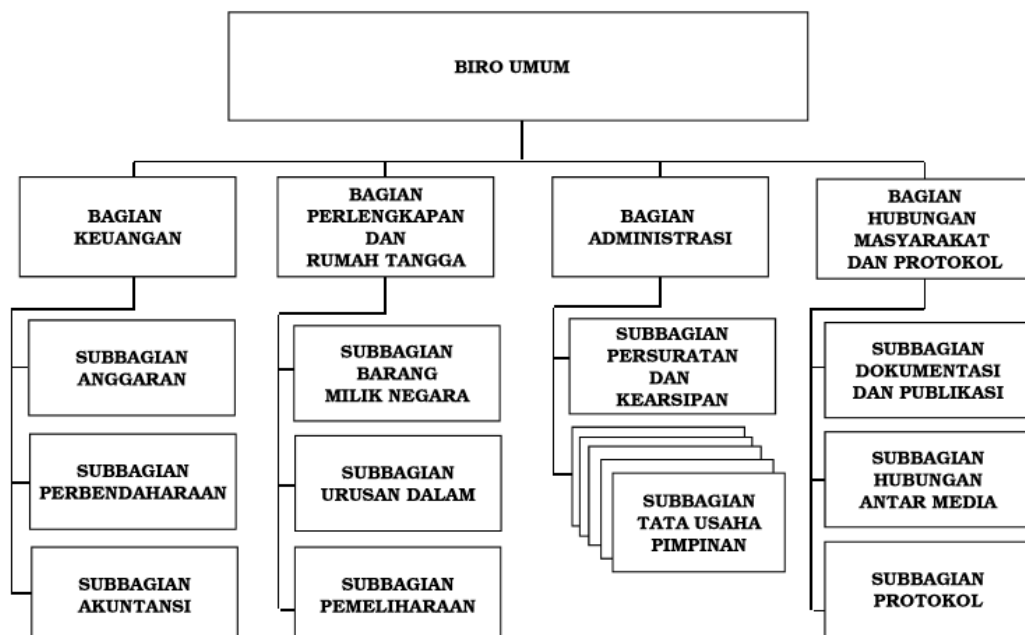 BIRO UMUM
BAGIAN
KEUANGAN
BAGIAN
PERLENGKAPAN
DAN
RUMAH TANGGA
BAGIAN
ADMINISTRASI
BAGIAN
HUBUNGAN
MASYARAKAT
DAN PROTOKOL
SUBBAGIAN
ANGGARAN
SUBBAGIAN
BARANG
MILIK NEGARA
SUBBAGIAN
PERSURATAN
DAN
KEARSIPAN
SUBBAGIAN
DOKUMENTASI
DAN PUBLIKASI
SUBBAGIAN
PERBENDAHARAAN
SUBBAGIAN
URUSAN DALAM
SUBBAGIAN
TATA USAHA
PIMPINAN
SUBBAGIAN
HUBUNGAN
ANTAR MEDIA
SUBBAGIAN
AKUNTANSI
SUBBAGIAN
PEMELIHARAAN
SUBBAGIAN
PROTOKOL